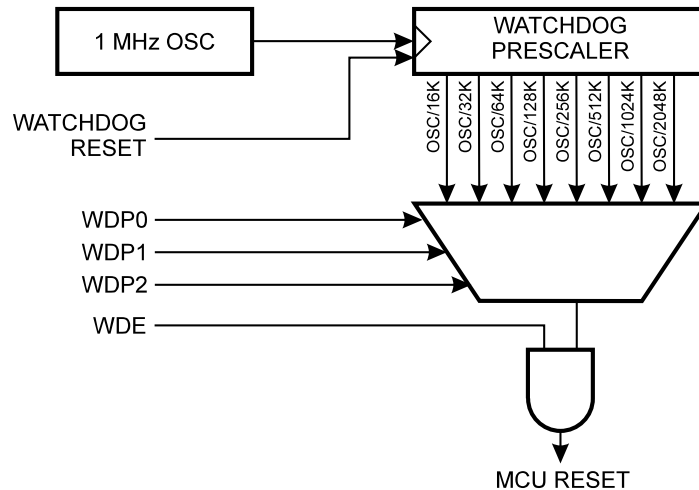 1 MHz OSC
WATCHDOG
PRESCALER
OSC/16K
OSC/32K
OSC/64K
OSC/128K
OSC/256K
OSC/512K
OSC/1024K
OSC/2048K
WATCHDOG
RESET
WDP0
WDP1
WDP2
WDE
MCU RESET